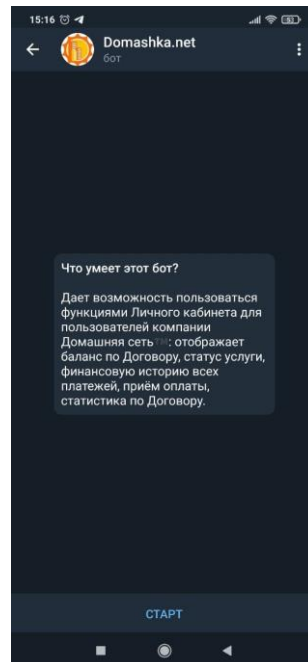 15:16
Domashka.net
бот
Что умеет этот бот?
Дает возможность пользоваться
функциями Личного кабинета для
пользователей компании
Домашняя сеть™: отображает
баланс по Договору, статус услуги,
финансовую историю всех
платежей, приём оплаты,
статистика по Договору.
СТАРТ